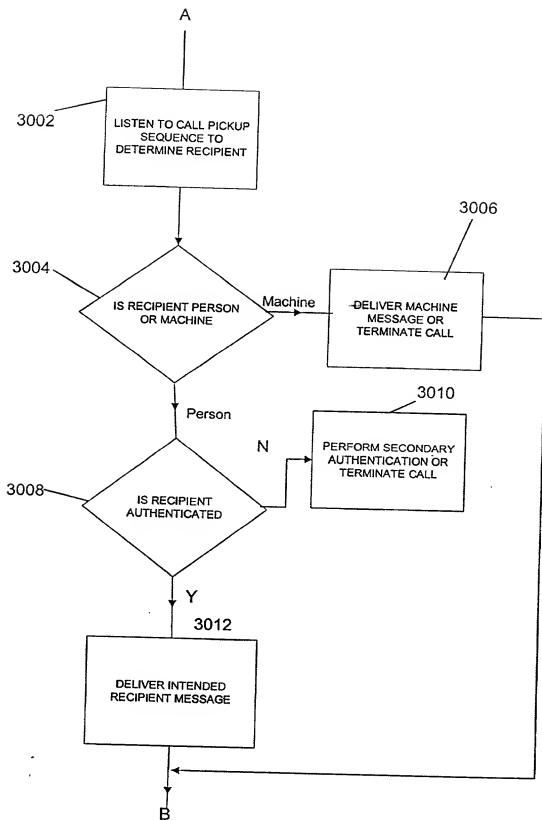 A
3002
LISTEN TO CALL PICKUP
SEQUENCE TO
DETERMINE RECIPIENT
3006
3004
IS RECIPIENT PERSON
OR MACHINE
Machine
DELIVER MACHINE
MESSAGE OR
TERMINATE CALL
Person
3010
N
PERFORM SECONDARY
AUTHENTICATION OR
TERMINATE CALL
3008
IS RECIPIENT
AUTHENTICATED
Y
3012
DELIVER INTENDED
RECIPIENT MESSAGE
B